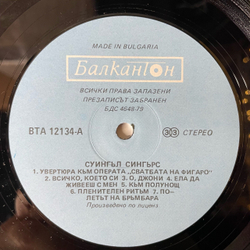 MADE IN BULGARIA
Балкантон
ВСИЧКИ ПРАВА ЗАПАЗЕНИ
ПРЕЗАПИСЪТ ЗАБРАНЕН
БДС 4646-79
ВТА 12134-А
33 СТЕРЕО
СУИНГЪЛ СИНГЪРС
1. УВЕРТЮРА КЪМ ОПЕРАТА „СВАТБАТА НА ФИГАРО"
2. ВСИЧКО, КОЕТО СИ 3. О, ДЖОНИ 4. ЕЛА ДА
ЖИВЕЕШ С МЕН 5. КЪМ ПОЛУНОЩ
6. ПЛЕНИТЕЛЕН РИТЪМ 7. ПО-
ЛЕТЪТ НА БРЪМБАРА
Произведено по лиценз